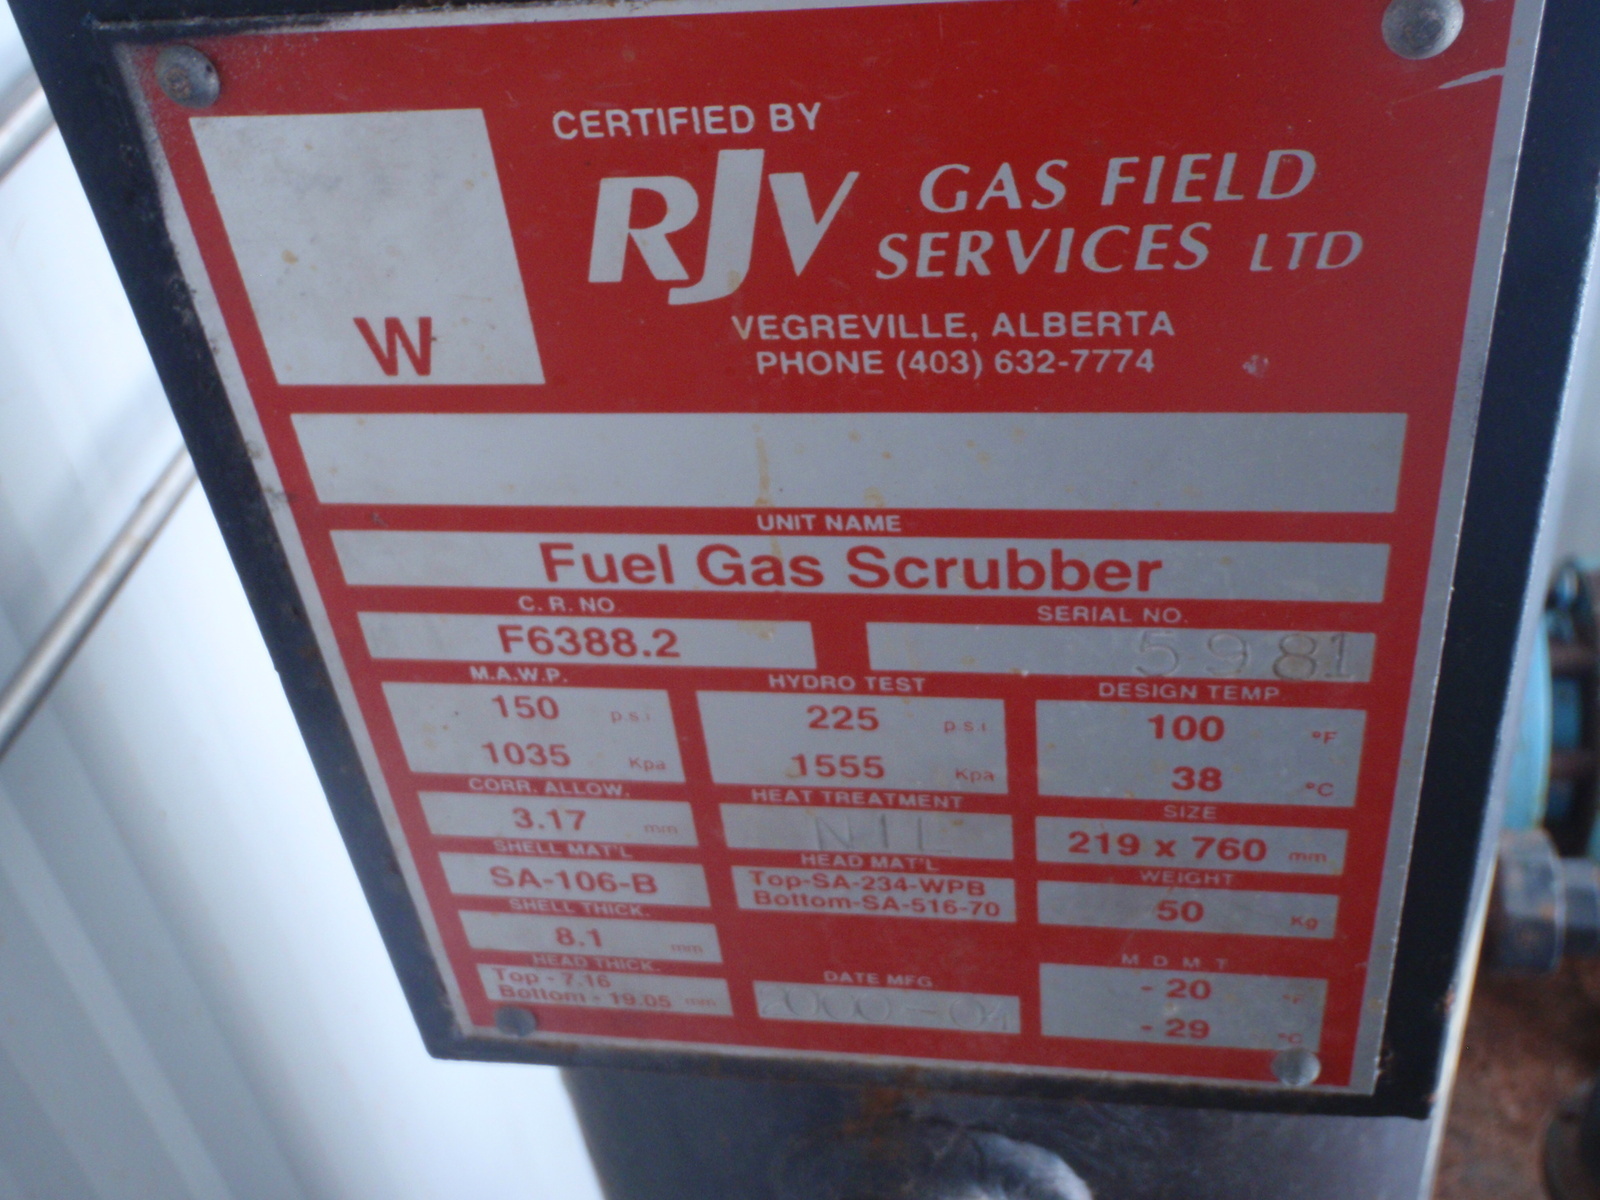 CERTIFIED BY
RJV GAS FIELD
SERVICES LTD
VEGREVILLE, ALBERTA
PHONE (403) 632-7774
W
UNIT NAME
Fuel Gas Scrubber
C. R. NO.
F6388.2
SERIAL NO.
5981
M.A.W.P.
150 p.s.i
1035 Kpa
HYDRO TEST
225 p.s.i
1555 Kpa
DESIGN TEMP.
100 °F
38 °C
CORR. ALLOW.
3.17 mm
HEAT TREATMENT
NIL
SIZE
219 x 760 mm
SHELL MAT'L
SA-106-B
HEAD MAT'L
Top-SA-234-WPB
Bottom-SA-516-70
WEIGHT
50 Kg
SHELL THICK.
8.1 mm
HEAD THICK.
Top - 7.16
Bottom - 19.05 mm
DATE MFG
2000-04
M D M T
- 20 °F
- 29 °C